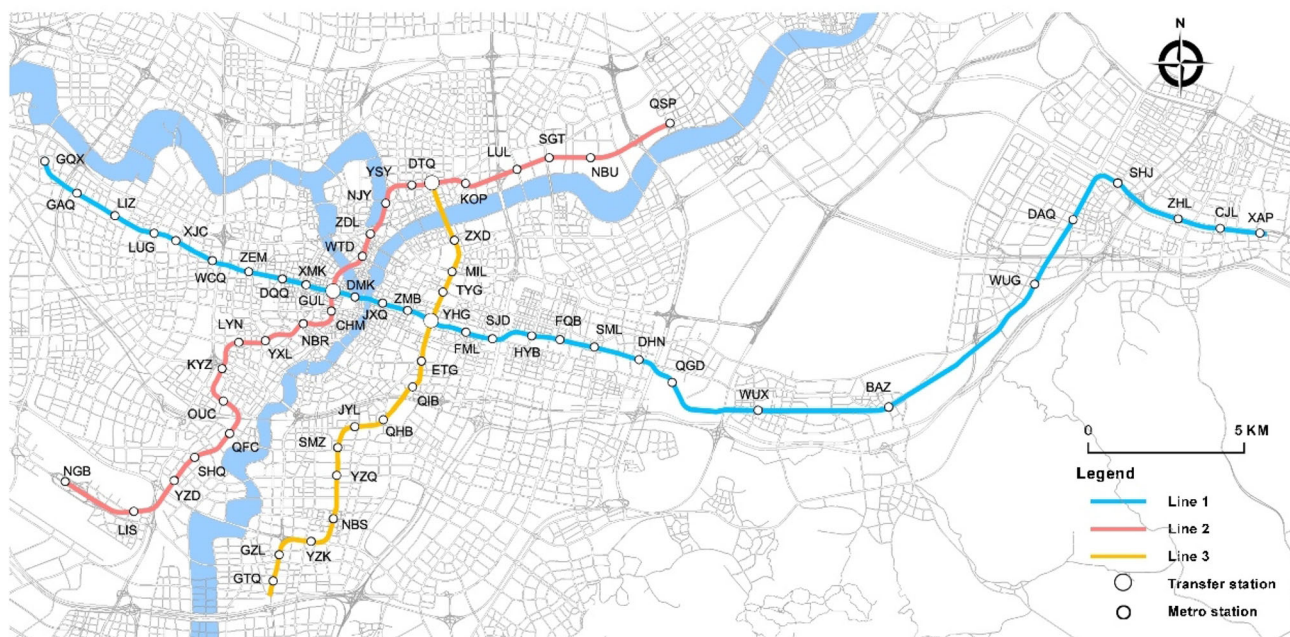 N
QSP
SGT
LUL
NBU
DTQ
YSY
KOP
NJY
GQX
GAQ
LIZ
LUG
XJC
ZDL
ZXD
WTD
WCQ
ZEM
MIL
DQQ
XMK
DMK
TYG
GUL
JXQ
ZMB
YHG
CHM
LYN
YXL
NBR
FML
SJD
HYB
FQB
SML
DHN
QGD
KYZ
ETG
QIB
OUC
JYL
QHB
QFC
SMZ
SHQ
YZQ
NGB
YZD
LIS
NBS
GZL
YZK
GTQ
WUX
BAZ
WUG
DAQ
SHJ
ZHL
CJL
XAP
0 5 KM
Legend
Line 1
Line 2
Line 3
Transfer station
Metro station